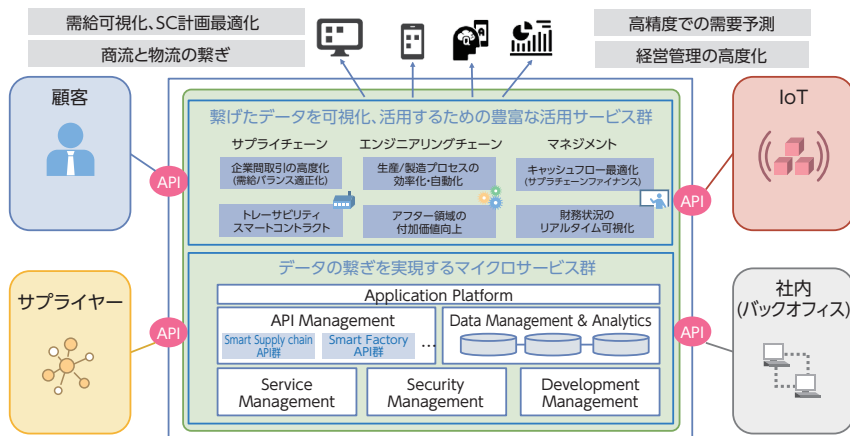 需給可視化、SC計画最適化
商流と物流の繋ぎ
高精度での需要予測
経営管理の高度化
顧客
IoT
API
API
繋げたデータを可視化、活用するための豊富な活用サービス群
サプライチェーン
エンジニアリングチェーン
マネジメント
企業間取引の高度化
(需給バランス適正化)
生産/製造プロセスの
効率化・自動化
キャッシュフロー最適化
(サプラチェーンファイナンス)
トレーサビリティ
スマートコントラクト
アフター領域の
付加価値向上
財務状況の
リアルタイム可視化
サプライヤー
社内
(バックオフィス)
API
API
データの繋ぎを実現するマイクロサービス群
Application Platform
API Management
Smart Supply chain
API群
Smart Factory
API群
…
Data Management & Analytics
Service
Management
Security
Management
Development
Management